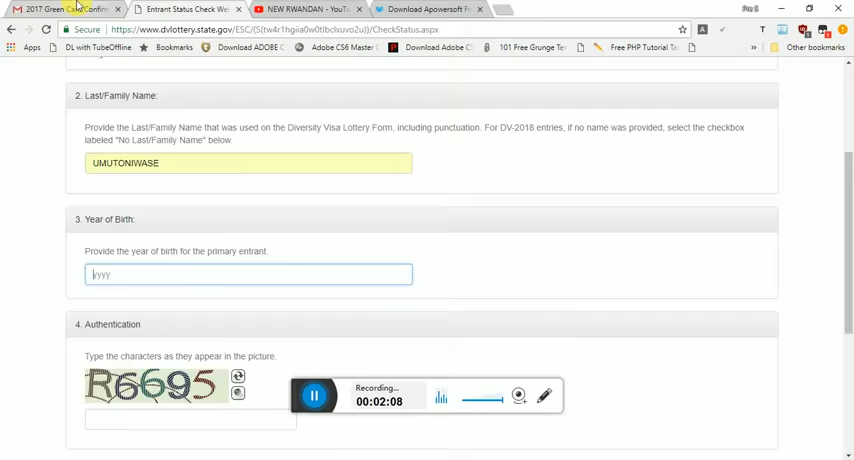 2017 Green Card Confirm
Entrant Status Check Wel
NEW RWANDAN - YouTu
Download Apowersoft Fr
Secure
https://www.dvlottery.state.gov/ESC/(S(tw4r1hgiia0w0tlbclxuvo2u))/CheckStatus.aspx
Apps
DL with TubeOffline
Bookmarks
Download ADOBE C
Adobe CS6 Master C
Download Adobe CS
101 Free Grunge Tex
Free PHP Tutorial Ta
»
Other bookmarks
2. Last/Family Name:
Provide the Last/Family Name that was used on the Diversity Visa Lottery Form, including punctuation. For DV-2018 entries, if no name was provided, select the checkbox
labeled "No Last/Family Name" below.
UMUTONIWASE
3. Year of Birth:
Provide the year of birth for the primary entrant.
yyyy
4. Authentication
Type the characters as they appear in the picture.
R6695
Recording...
00:02:08